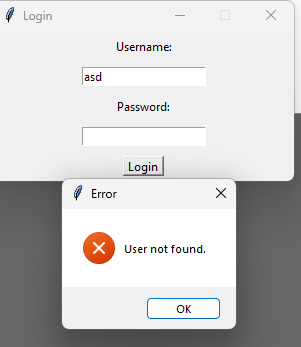 Login
Username:
asd
Password:
Login
Error
User not found.
OK